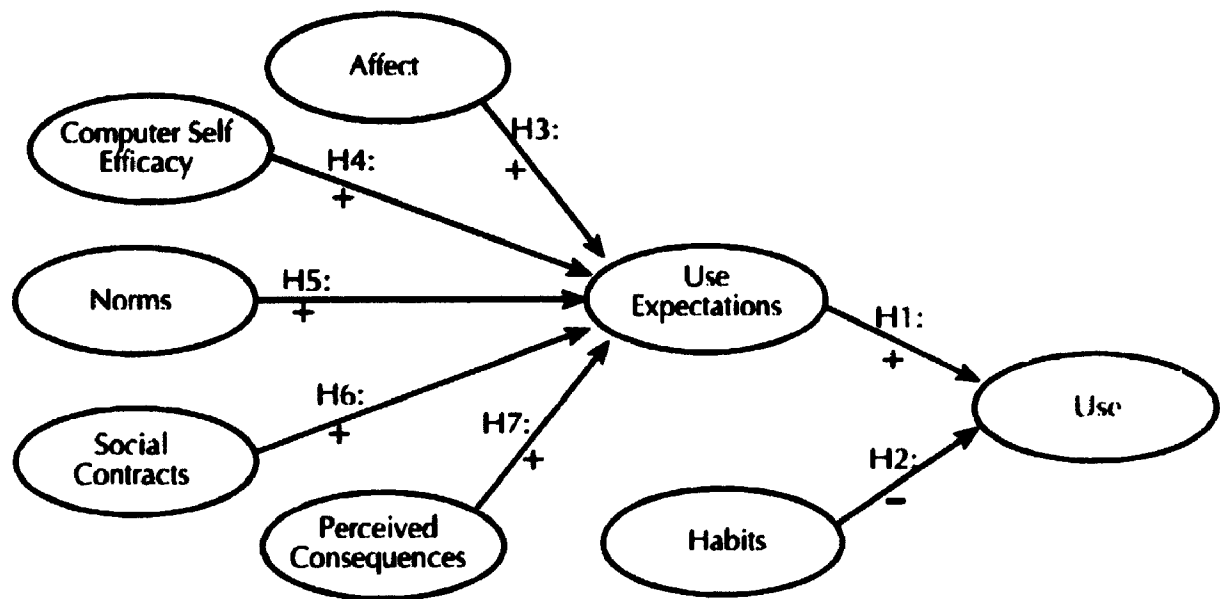 Affect
Computer Self
Efficacy
H3:
+
H4:
+
Norms
H5:
+
Use
Expectations
H1:
+
Social
Contracts
H6:
+
H7:
+
Use
H2:
-
Perceived
Consequences
Habits